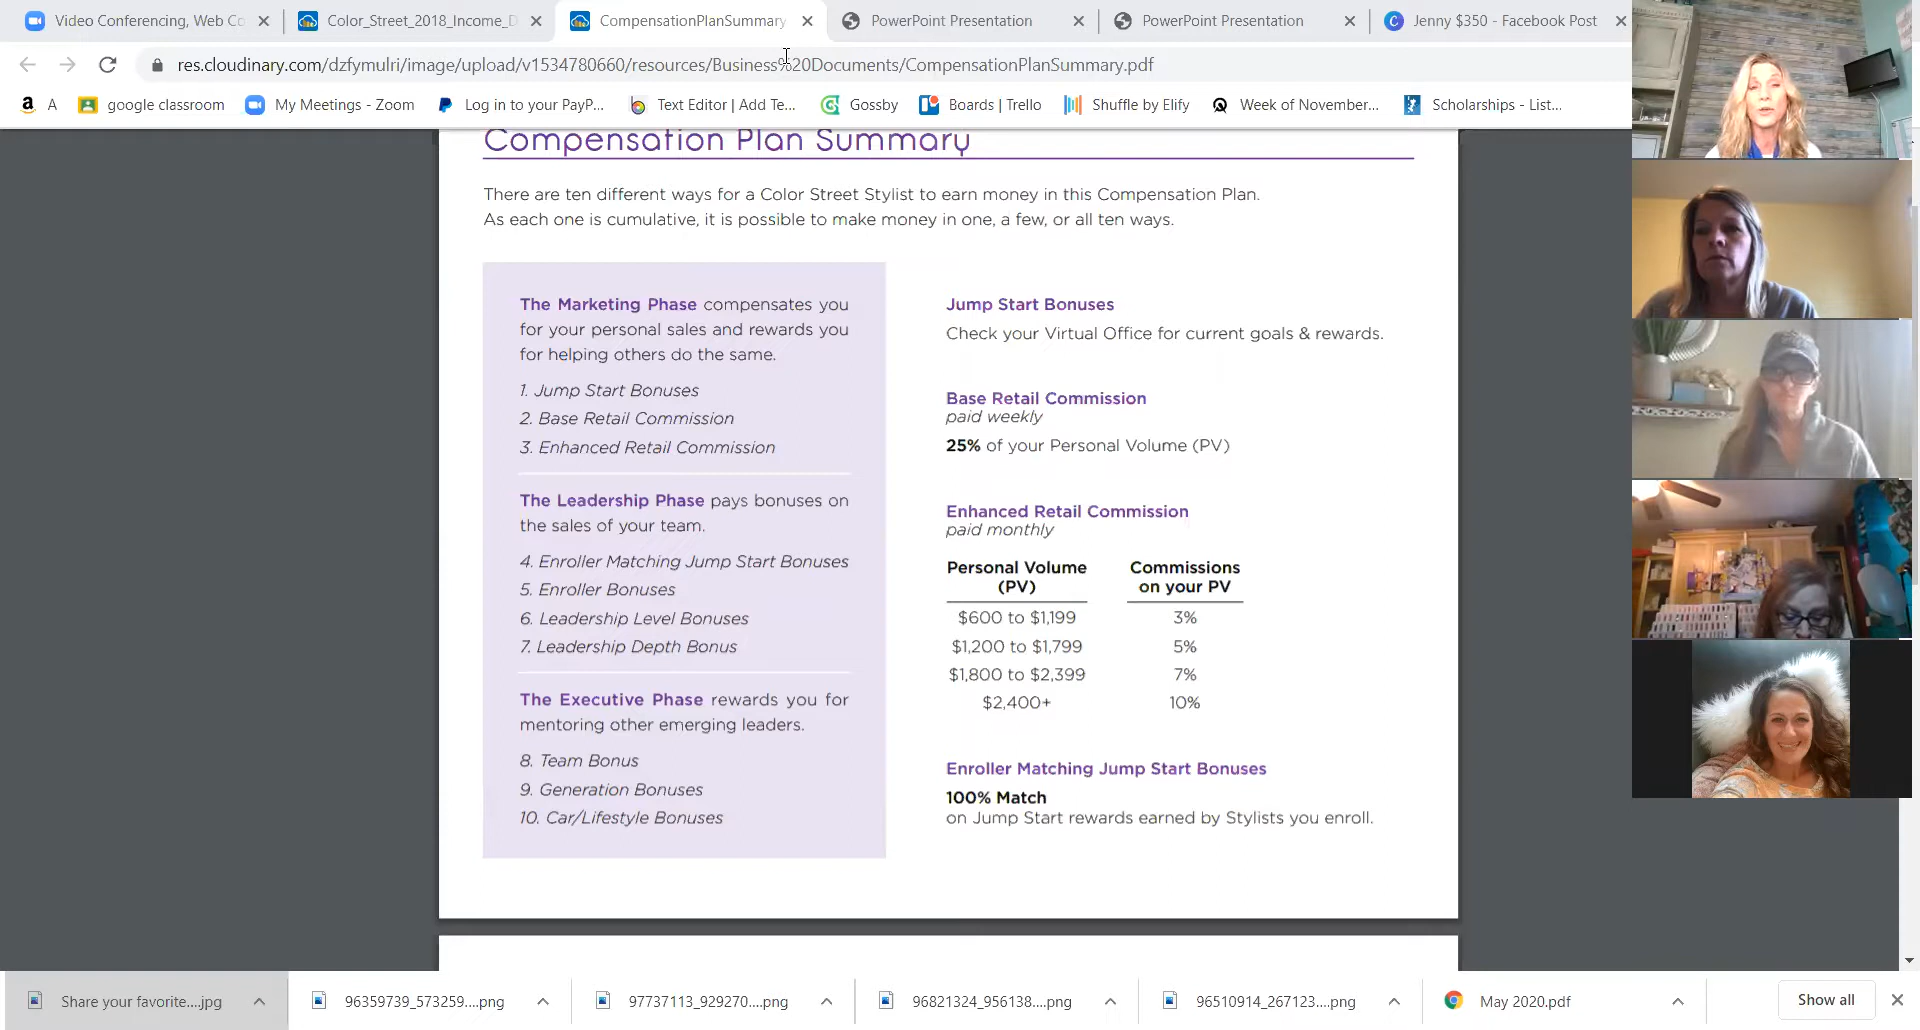 Video Conferencing, Web Co
Color_Street_2018_Income_D
CompensationPlanSummary
PowerPoint Presentation
PowerPoint Presentation
Jenny $350 - Facebook Post
res.cloudinary.com/dzfymulri/image/upload/v1534780660/resources/Business%20Documents/CompensationPlanSummary.pdf
A
google classroom
My Meetings - Zoom
Log in to your PayP...
Text Editor | Add Te...
Gossby
Boards | Trello
Shuffle by Elify
Week of November...
Scholarships - List...
Compensation Plan Summary
There are ten different ways for a Color Street Stylist to earn money in this Compensation Plan.
As each one is cumulative, it is possible to make money in one, a few, or all ten ways.
The Marketing Phase compensates you
for your personal sales and rewards you
for helping others do the same.
1. Jump Start Bonuses
2. Base Retail Commission
3. Enhanced Retail Commission
The Leadership Phase pays bonuses on
the sales of your team.
4. Enroller Matching Jump Start Bonuses
5. Enroller Bonuses
6. Leadership Level Bonuses
7. Leadership Depth Bonus
The Executive Phase rewards you for
mentoring other emerging leaders.
8. Team Bonus
9. Generation Bonuses
10. Car/Lifestyle Bonuses
Jump Start Bonuses
Check your Virtual Office for current goals & rewards.
Base Retail Commission
paid weekly
25% of your Personal Volume (PV)
Enhanced Retail Commission
paid monthly
Personal Volume (PV)
Commissions on your PV
$600 to $1,199 3%
$1,200 to $1,799 5%
$1,800 to $2,399 7%
$2,400+ 10%
Enroller Matching Jump Start Bonuses
100% Match
on Jump Start rewards earned by Stylists you enroll.
Share your favorite....jpg
96359739_573259....png
97737113_929270....png
96821324_956138....png
96510914_267123....png
May 2020.pdf
Show all